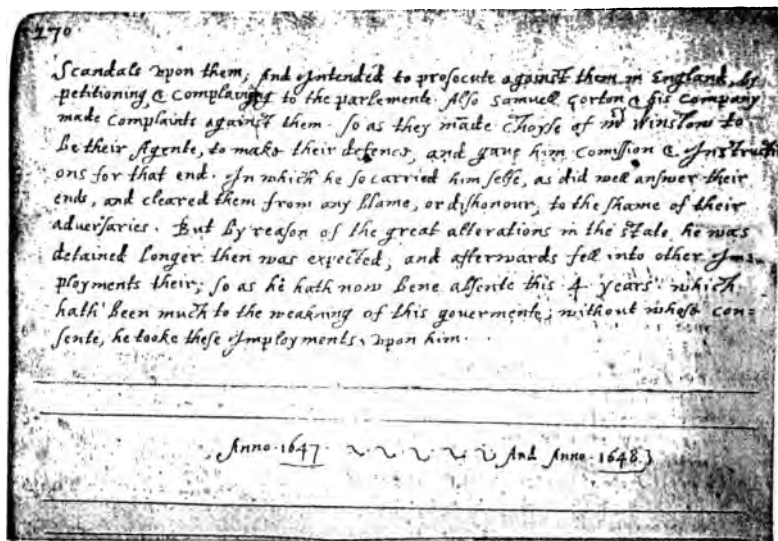 270
Scandals upon them, And Intended to prosecute against them in England, by
petitioning & Complaving to the parlemente. Also Samuell Gorton & his Company
made Complaints against them. so as they made Choyse of mr Winslow to
be their Agente, to make their defence, and gave him Comission & Instructi
ons for that end. In which he so carried him selfe, as did well answer their
ends, and cleared them from any blame, or dishonour, to the shame of their
adversaries. But by reason of the great alterations in the state, he was
detained longer then was expected, and afterwards fell into other Im=
ployments their; so as he hath now bene absente this 4 years which
hath been much to the weakning of this govermente; without whose con=
sente, he tooke these Imployments, upon him.
Anno·1647· And Anno·1648·}